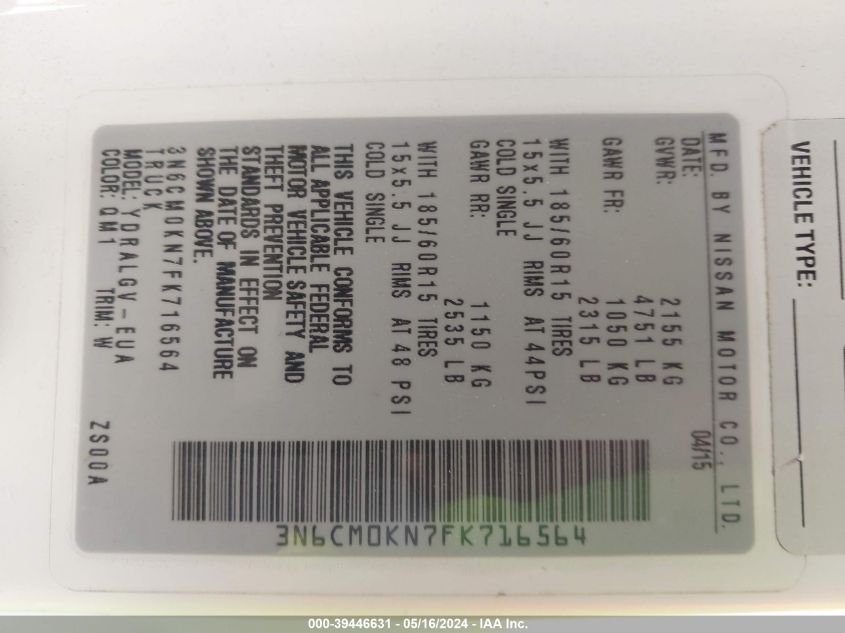 MFD. BY NISSAN MOTOR CO., LTD.
DATE: 04/15
GVWR: 2155 KG
4751 LB
GAWR FR: 1050 KG
2315 LB
WITH 185/60R15 TIRES
15x5.5 JJ RIMS AT 44PSI
COLD SINGLE
GAWR RR: 1150 KG
2535 LB
WITH 185/60R15 TIRES
15x5.5 JJ RIMS AT 48 PSI
COLD SINGLE
THIS VEHICLE CONFORMS TO
ALL APPLICABLE FEDERAL
MOTOR VEHICLE SAFETY AND
THEFT PREVENTION
STANDARDS IN EFFECT ON
THE DATE OF MANUFACTURE
SHOWN ABOVE.
3N6CM0KN7FK716564
TRUCK
MODEL: YDRALGV-EUA
COLOR: QM1 TRIM: W
ZS00A
3N6CM0KN7FK716564
VEHICLE TYPE:
000-39446631 - 05/16/2024 - IAA Inc.